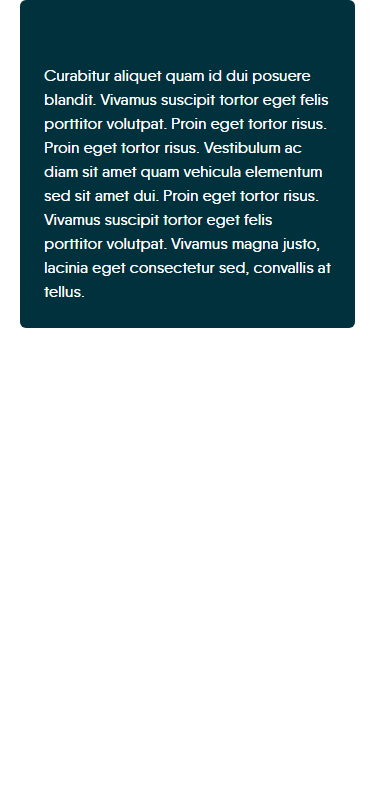 Curabitur aliquet quam id dui posuere
blandit. Vivamus suscipit tortor eget felis
porttitor volutpat. Proin eget tortor risus.
Proin eget tortor risus. Vestibulum ac
diam sit amet quam vehicula elementum
sed sit amet dui. Proin eget tortor risus.
Vivamus suscipit tortor eget felis
porttitor volutpat. Vivamus magna justo,
lacinia eget consectetur sed, convallis at
tellus.